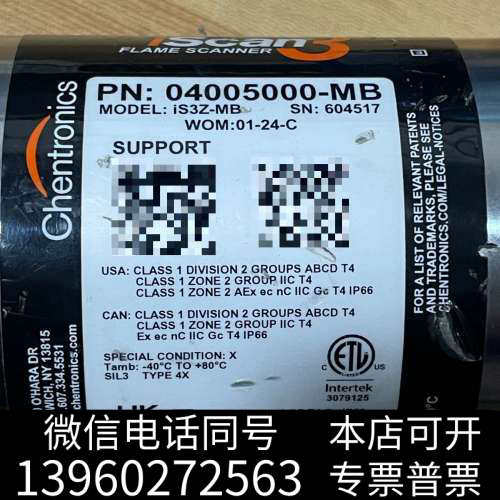 iScan3
FLAME SCANNER
Chentronics
PN: 04005000-MB
MODEL: iS3Z-MB SN: 604517
WOM:01-24-C
SUPPORT
USA: CLASS 1 DIVISION 2 GROUPS ABCD T4
CLASS 1 ZONE 2 GROUP IIC T4
CLASS 1 ZONE 2 AEx ec nC IIC Gc T4 IP66
CAN: CLASS 1 DIVISION 2 GROUPS ABCD T4
CLASS 1 ZONE 2 GROUP IIC T4
Ex ec nC IIC Gc T4 IP66
SPECIAL CONDITION: X
Tamb: -40°C TO +80°C
SIL3 TYPE 4X
C ETL US
Intertek
3079125
FOR A LIST OF RELEVANT PATENTS
AND TRADEMARKS, PLEASE SEE
CHENTRONICS.COM/LEGAL-NOTICES
O'HARA DR
WICH, NY 13815
607.334.5531
chentronics.com
微信电话同号
13960272563
本店可开
专票普票